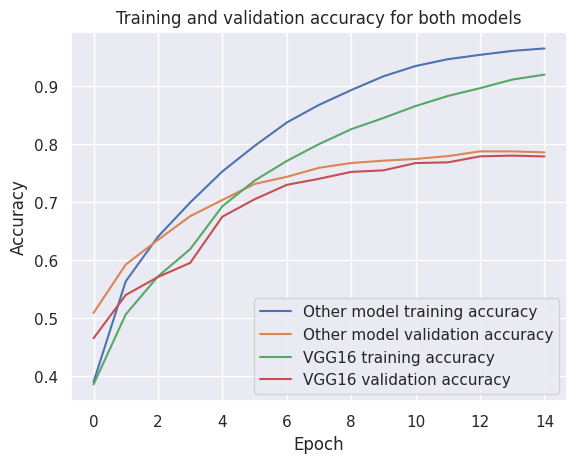 Training and validation accuracy for both models
Accuracy
0.9
0.8
0.7
0.6
0.5
0.4
Other model training accuracy
Other model validation accuracy
VGG16 training accuracy
VGG16 validation accuracy
0 2 4 6 8 10 12 14
Epoch